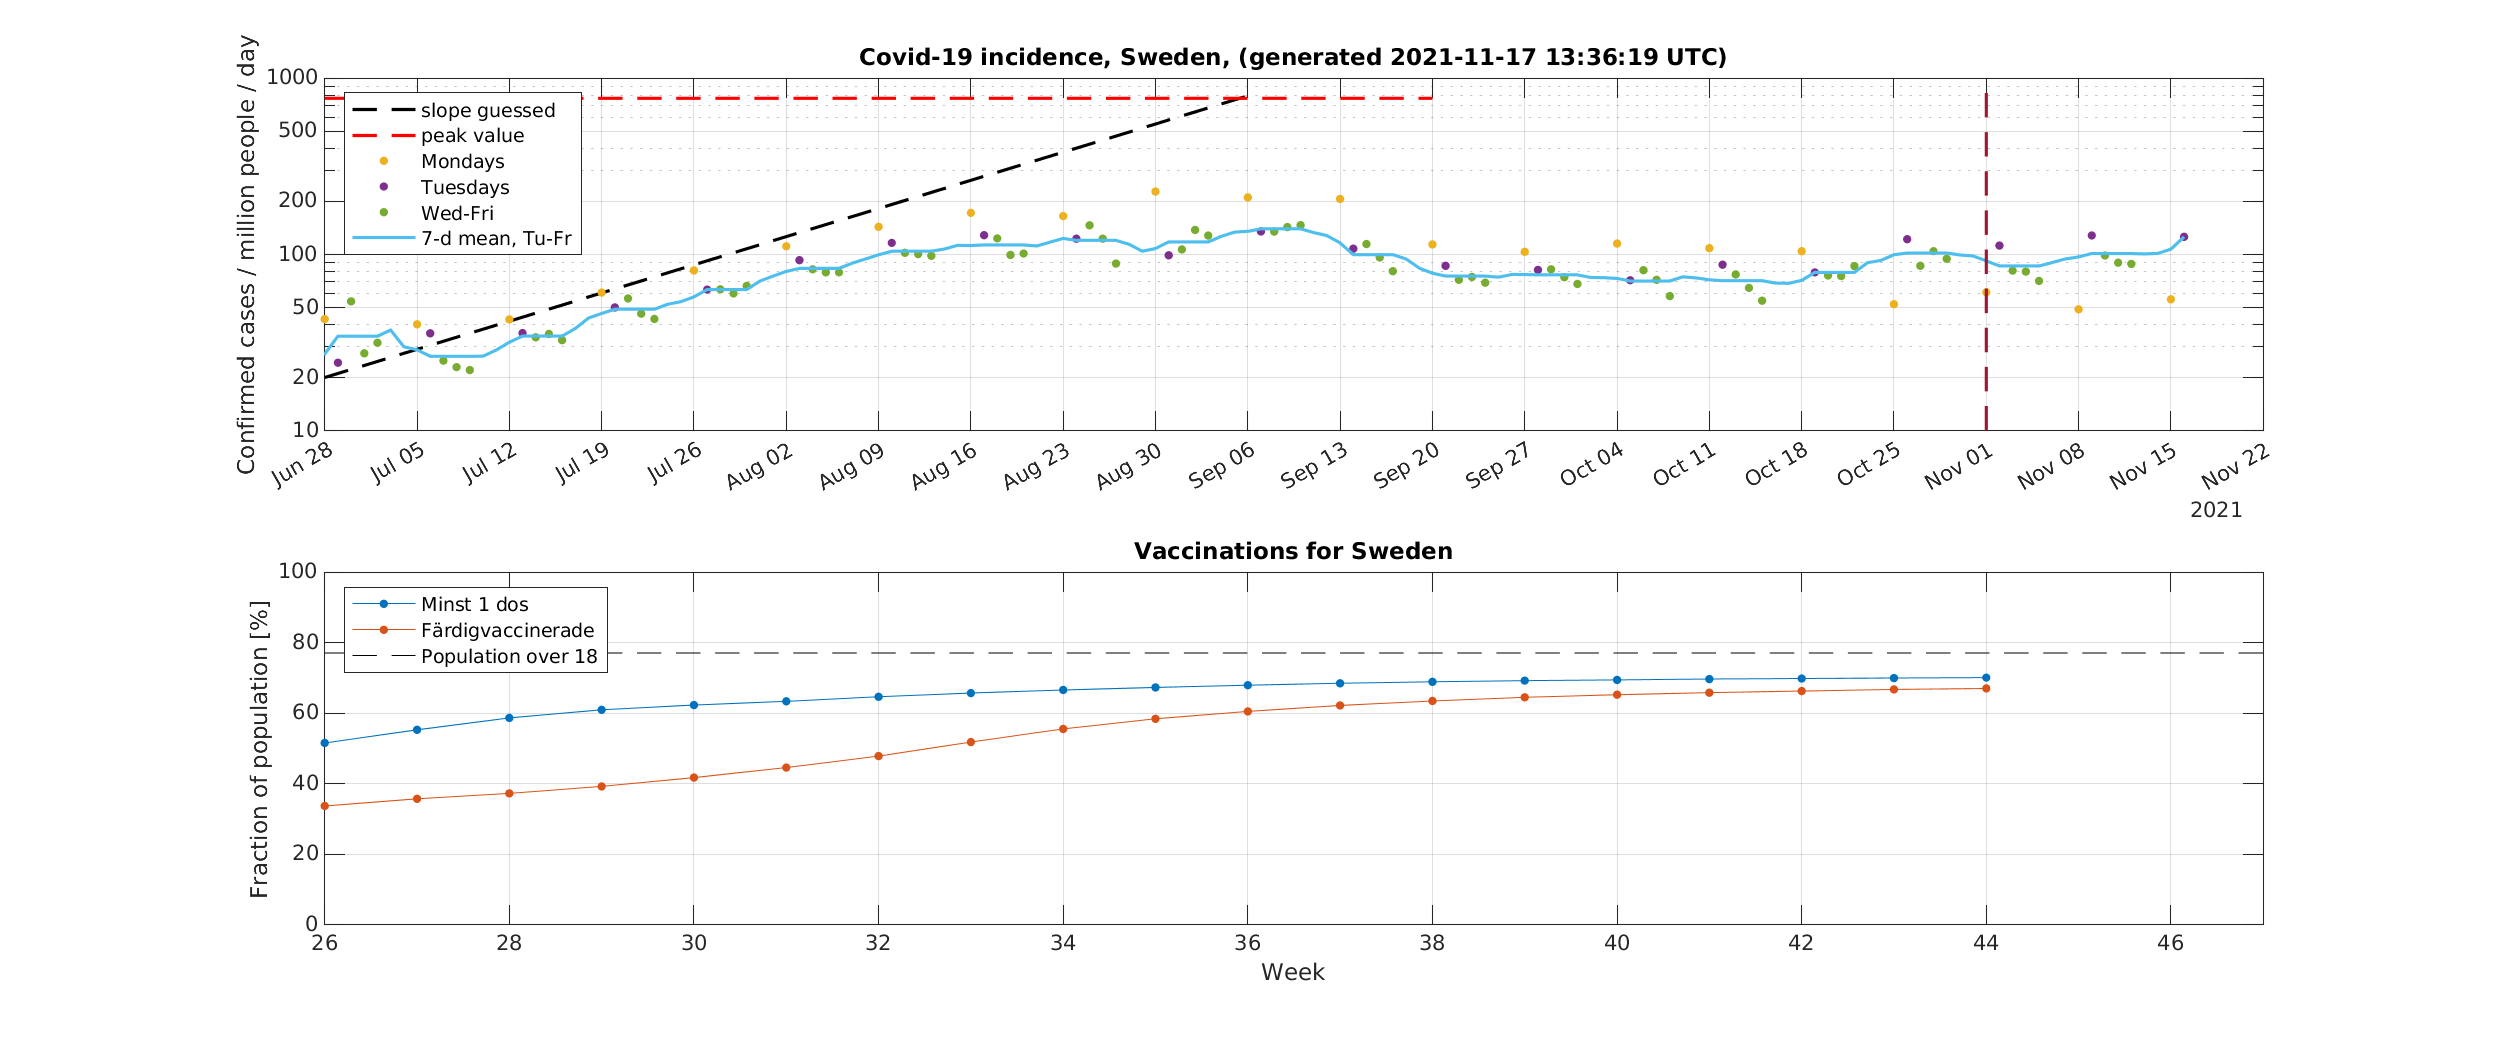 Covid-19 incidence, Sweden, (generated 2021-11-17 13:36:19 UTC)
Confirmed cases / million people / day
1000
500
200
100
50
20
10
slope guessed
peak value
Mondays
Tuesdays
Wed-Fri
7-d mean, Tu-Fr
Jun 28 Jul 05 Jul 12 Jul 19 Jul 26 Aug 02 Aug 09 Aug 16 Aug 23 Aug 30 Sep 06 Sep 13 Sep 20 Sep 27 Oct 04 Oct 11 Oct 18 Oct 25 Nov 01 Nov 08 Nov 15 Nov 22
2021
Vaccinations for Sweden
Fraction of population [%]
100
80
60
40
20
0
Minst 1 dos
Färdigvaccinerade
Population over 18
26 28 30 32 34 36 38 40 42 44 46
Week